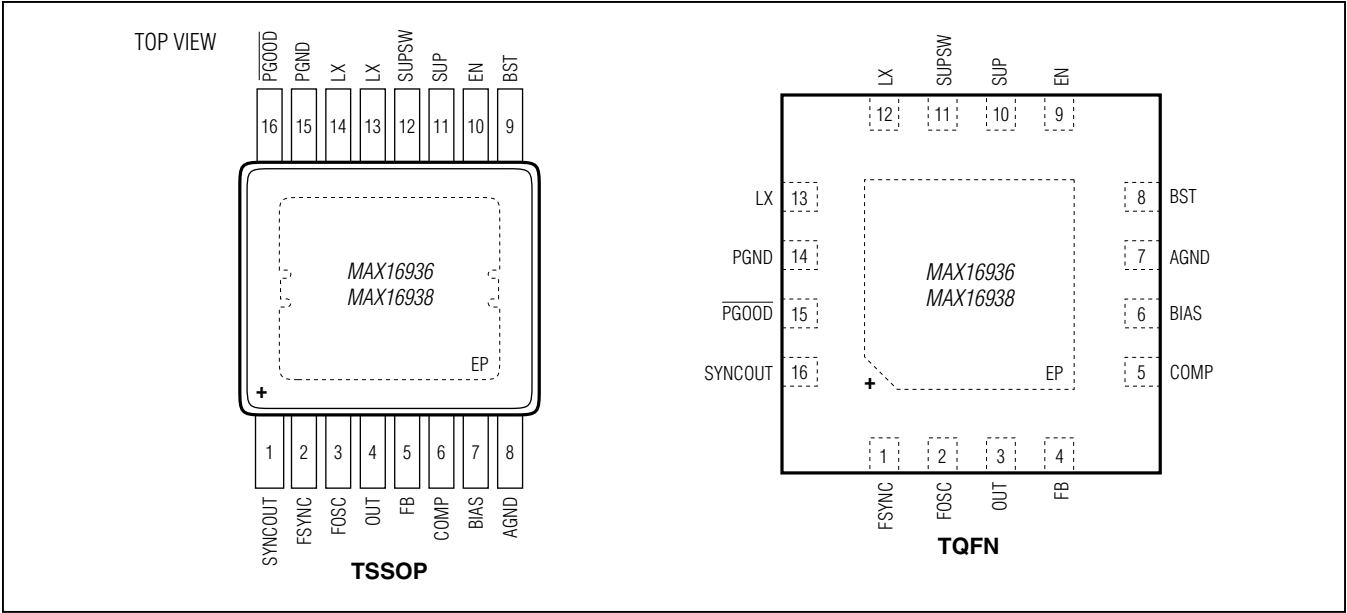 TOP VIEW
PGOOD PGND LX LX SUPSW SUP EN BST
16 15 14 13 12 11 10 9
MAX16936
MAX16938
EP
+
1 2 3 4 5 6 7 8
SYNCOUT FSYNC FOSC OUT FB COMP BIAS AGND
TSSOP
LX SUPSW SUP EN
12 11 10 9
LX 13
PGND 14
PGOOD 15
SYNCOUT 16
8 BST
7 AGND
6 BIAS
5 COMP
MAX16936
MAX16938
EP
+
1 2 3 4
FSYNC FOSC OUT FB
TQFN